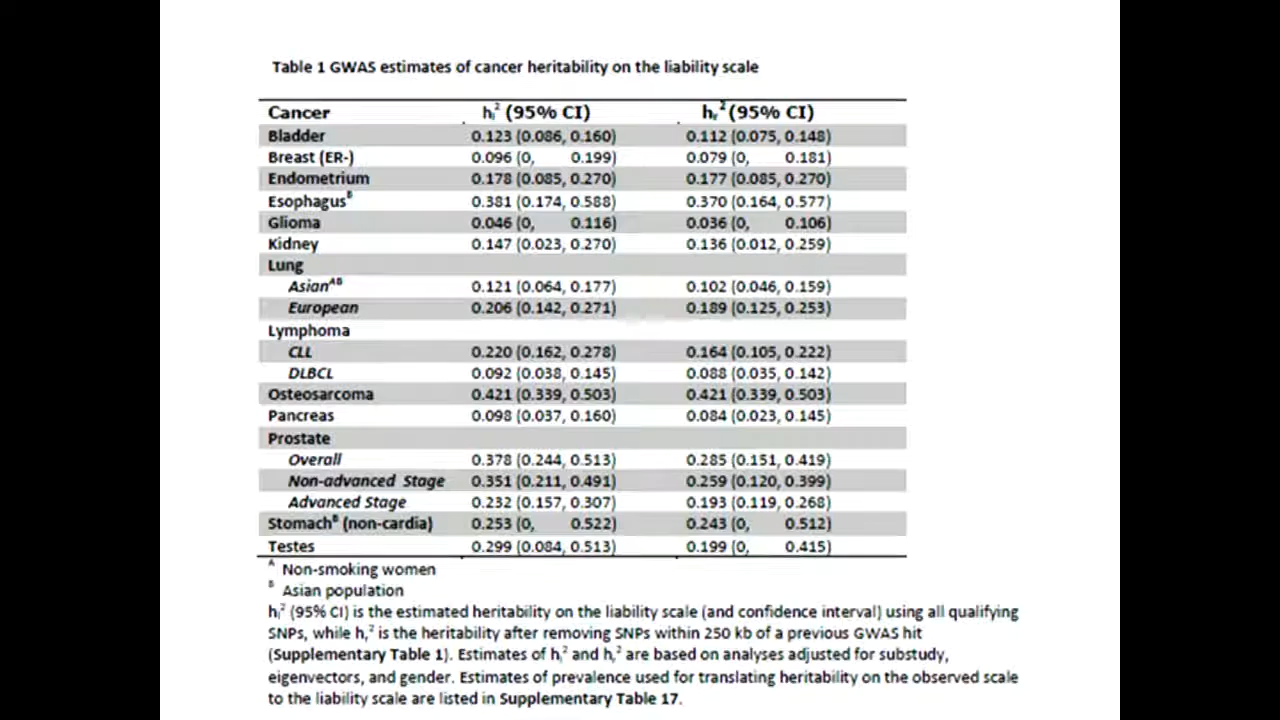 Table 1 GWAS estimates of cancer heritability on the liability scale
Cancer hₗ² (95% CI) hᵣ² (95% CI)
Bladder 0.123 (0.086, 0.160) 0.112 (0.075, 0.148)
Breast (ER-) 0.096 (0, 0.199) 0.079 (0, 0.181)
Endometrium 0.178 (0.085, 0.270) 0.177 (0.085, 0.270)
Esophagusᴮ 0.381 (0.174, 0.588) 0.370 (0.164, 0.577)
Glioma 0.046 (0, 0.116) 0.036 (0, 0.106)
Kidney 0.147 (0.023, 0.270) 0.136 (0.012, 0.259)
Lung
Asianᴬᴮ 0.121 (0.064, 0.177) 0.102 (0.046, 0.159)
European 0.206 (0.142, 0.271) 0.189 (0.125, 0.253)
Lymphoma
CLL 0.220 (0.162, 0.278) 0.164 (0.105, 0.222)
DLBCL 0.092 (0.038, 0.145) 0.088 (0.035, 0.142)
Osteosarcoma 0.421 (0.339, 0.503) 0.421 (0.339, 0.503)
Pancreas 0.098 (0.037, 0.160) 0.084 (0.023, 0.145)
Prostate
Overall 0.378 (0.244, 0.513) 0.285 (0.151, 0.419)
Non-advanced Stage 0.351 (0.211, 0.491) 0.259 (0.120, 0.399)
Advanced Stage 0.232 (0.157, 0.307) 0.193 (0.119, 0.268)
Stomachᴮ (non-cardia) 0.253 (0, 0.522) 0.243 (0, 0.512)
Testes 0.299 (0.084, 0.513) 0.199 (0, 0.415)
ᴬ Non-smoking women
ᴮ Asian population
hₗ² (95% CI) is the estimated heritability on the liability scale (and confidence interval) using all qualifying
SNPs, while hᵣ² is the heritability after removing SNPs within 250 kb of a previous GWAS hit
(Supplementary Table 1). Estimates of hₗ² and hᵣ² are based on analyses adjusted for substudy,
eigenvectors, and gender. Estimates of prevalence used for translating heritability on the observed scale
to the liability scale are listed in Supplementary Table 17.